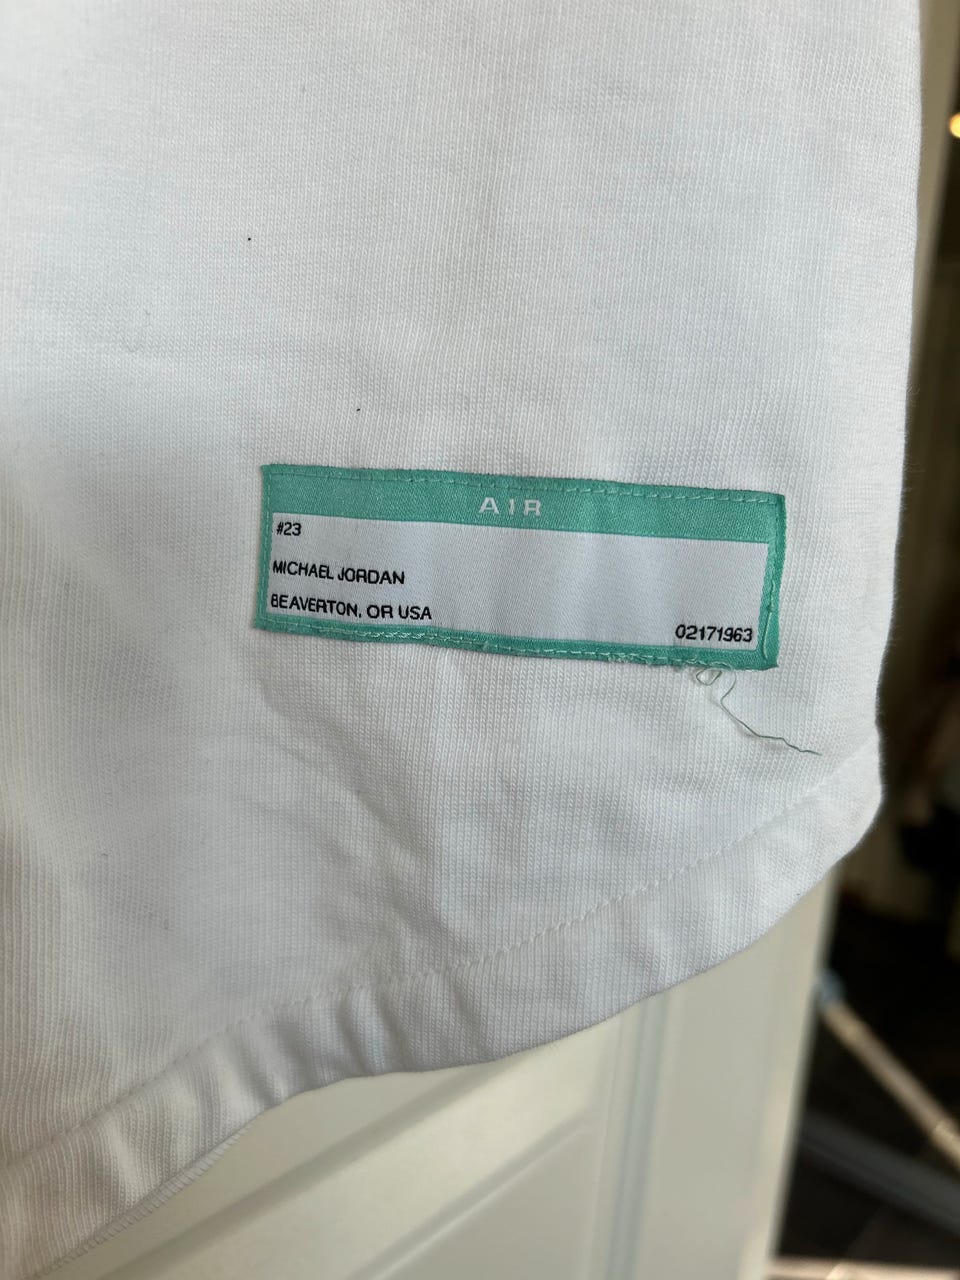 AIR
#23
MICHAEL JORDAN
BEAVERTON, OR USA
02171963